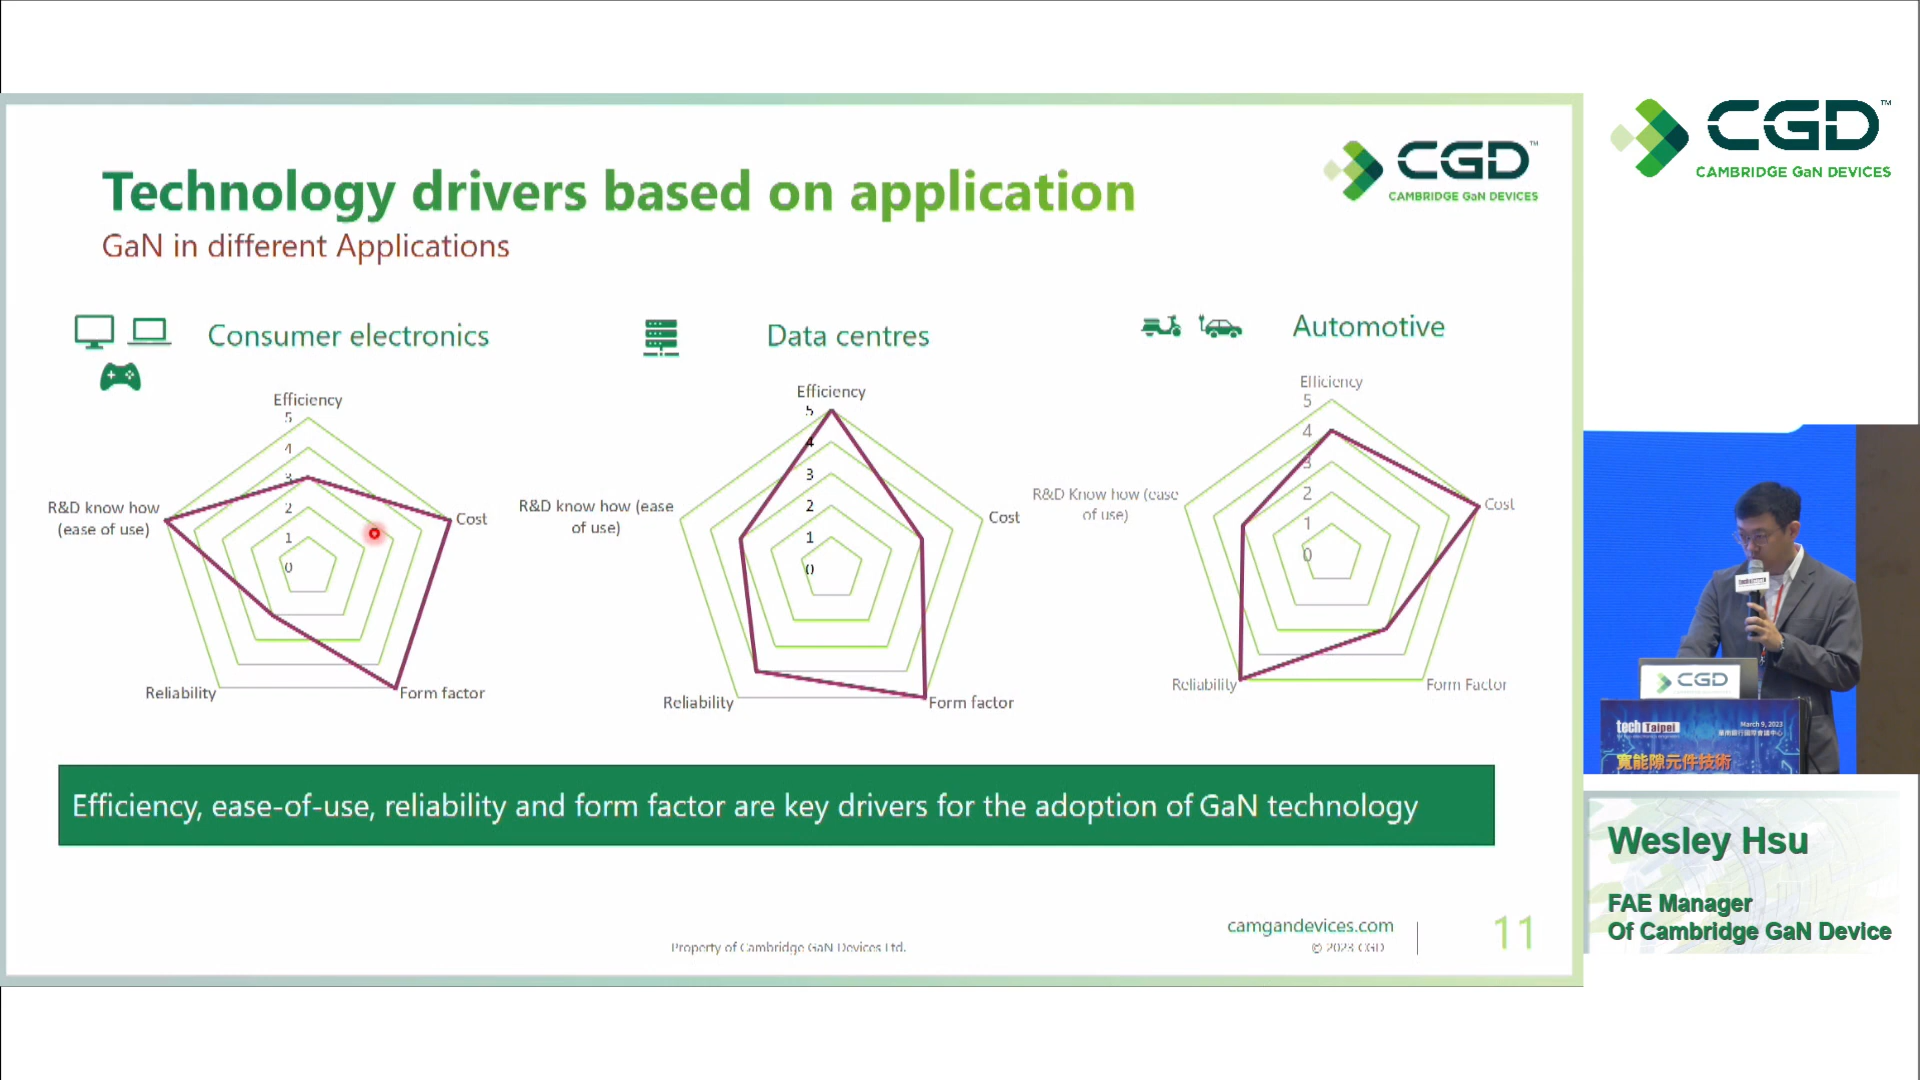 Technology drivers based on application
GaN in different Applications
CGD™
CAMBRIDGE GaN DEVICES
Consumer electronics
Efficiency
5
4
3
2
1
0
R&D know how
(ease of use)
Cost
Reliability
Form factor
Data centres
Efficiency
5
4
3
2
1
0
R&D know how (ease
of use)
Cost
Reliability
Form factor
Automotive
Efficiency
5
4
3
2
1
0
R&D Know how (ease
of use)
Cost
Reliability
Form Factor
Efficiency, ease-of-use, reliability and form factor are key drivers for the adoption of GaN technology
Property of Cambridge GaN Devices Ltd.
camgandevices.com
© 2023 CGD
11
CGD™
CAMBRIDGE GaN DEVICES
CGD
tech Taipei
March 9, 2023
寬能隙元件技術
Wesley Hsu
FAE Manager
Of Cambridge GaN Device